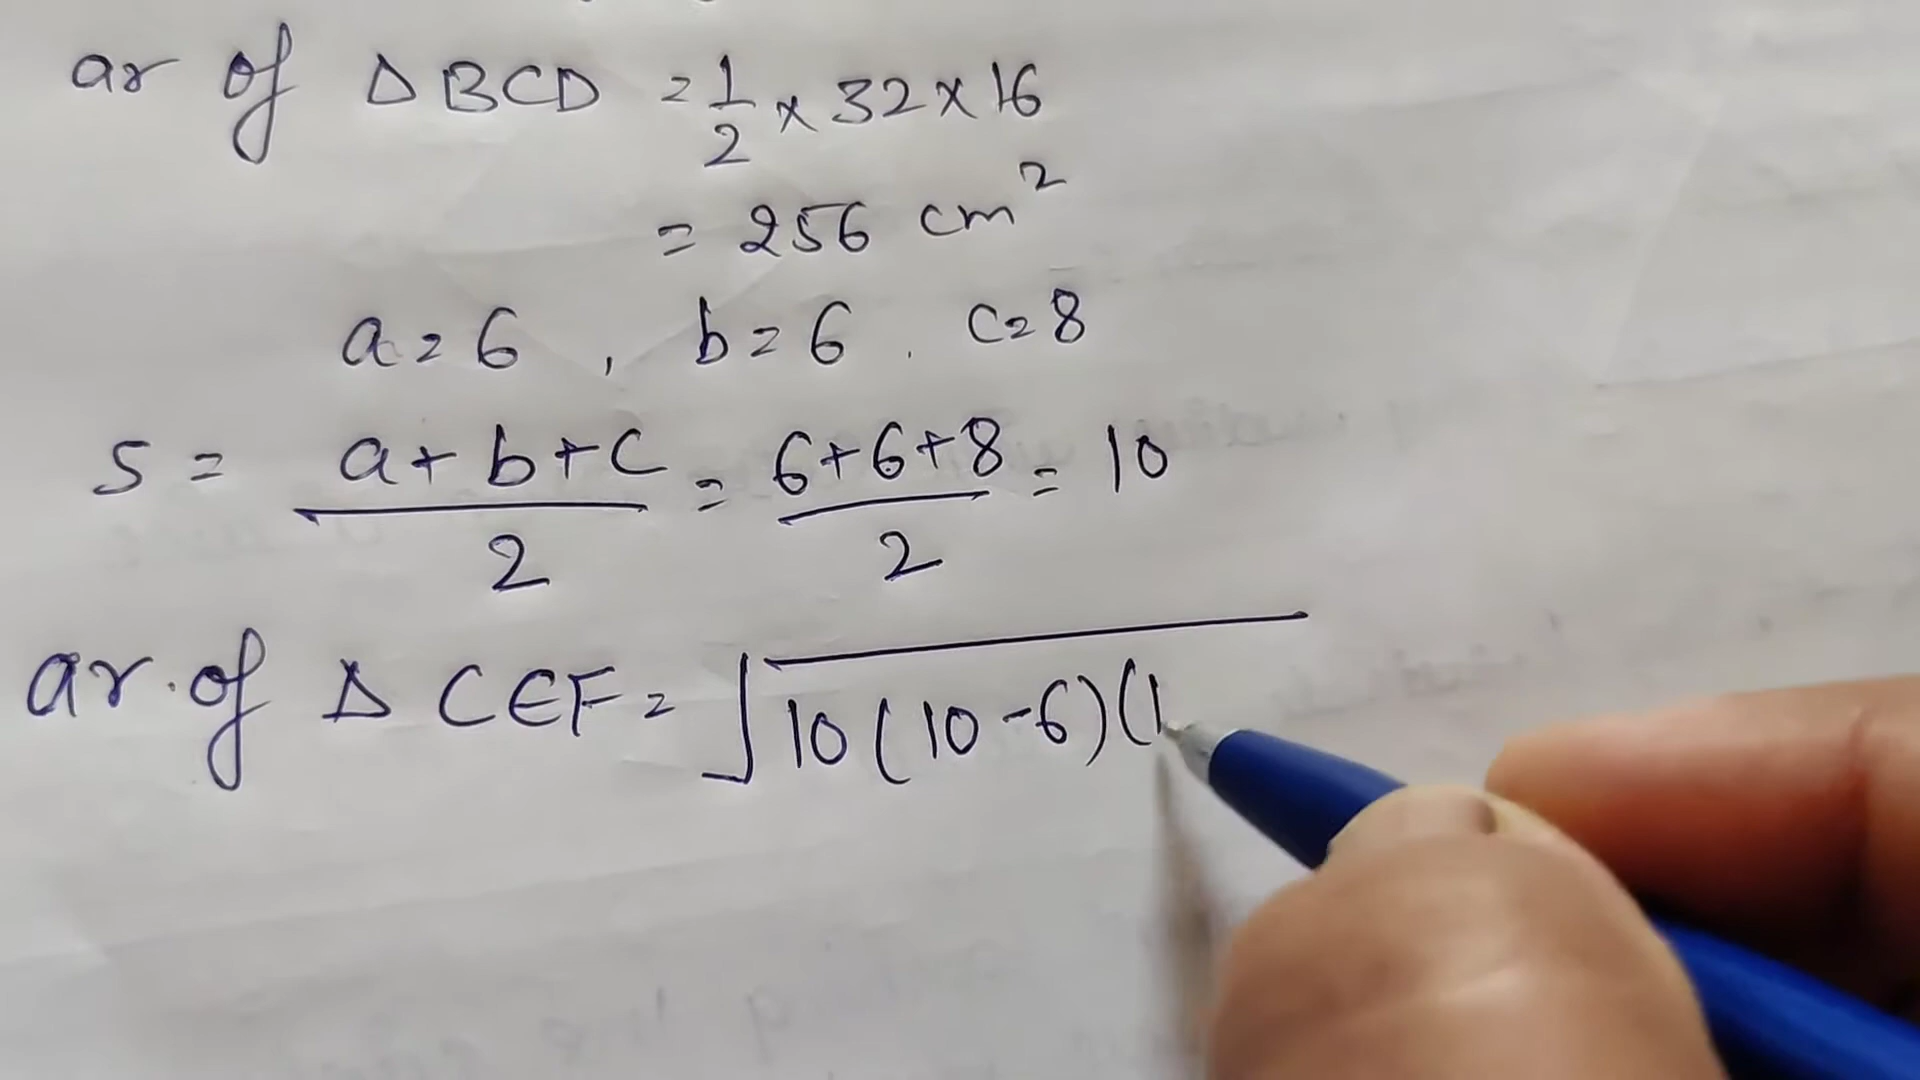 ar of Δ BCD = 1/2 × 32 × 16
= 256 cm²
a = 6 , b = 6 . c = 8
s = a + b + c / 2 = 6 + 6 + 8 / 2 = 10
ar. of Δ CEF = √10 ( 10 - 6 ) ( 1